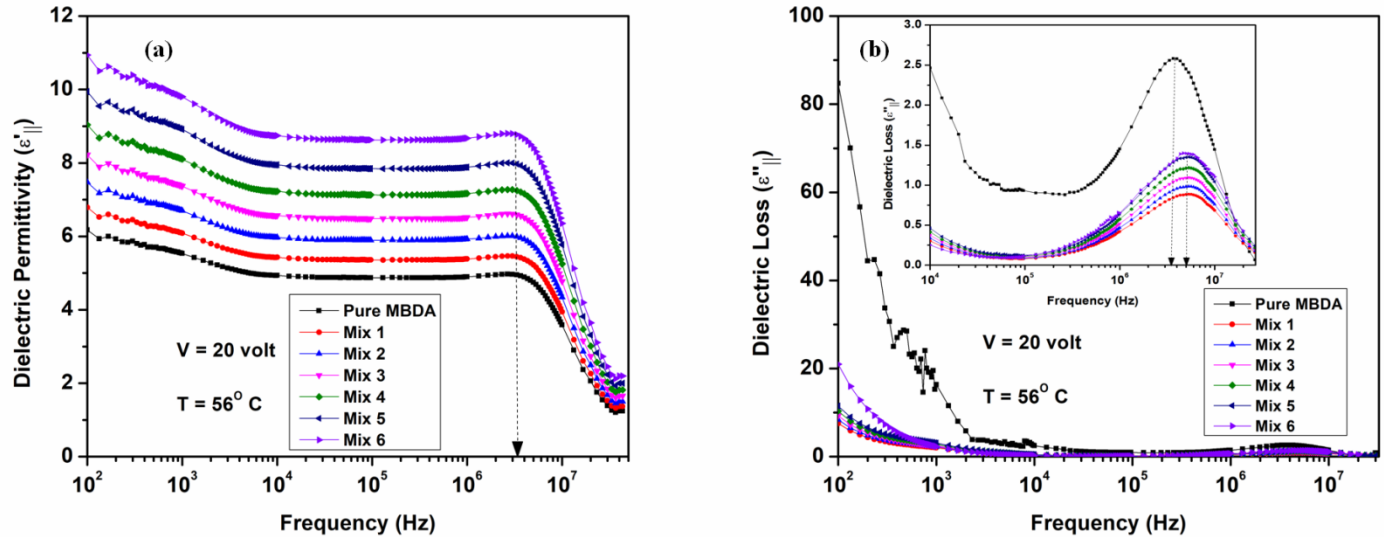 (a)
Dielectric Permittivity (ε'||)
12
10
8
6
4
2
0
Pure MBDA
Mix 1
Mix 2
Mix 3
Mix 4
Mix 5
Mix 6
V = 20 volt
T = 56° C
10² 10³ 10⁴ 10⁵ 10⁶ 10⁷
Frequency (Hz)
(b)
Dielectric Loss (ε''||)
100
80
60
40
20
0
Dielectric Loss (ε''||)
3.0
2.5
2.0
1.5
1.0
0.5
0.0
10⁴ 10⁵ 10⁶ 10⁷
Frequency (Hz)
V = 20 volt
T = 56° C
Pure MBDA
Mix 1
Mix 2
Mix 3
Mix 4
Mix 5
Mix 6
10² 10³ 10⁴ 10⁵ 10⁶ 10⁷
Frequency (Hz)